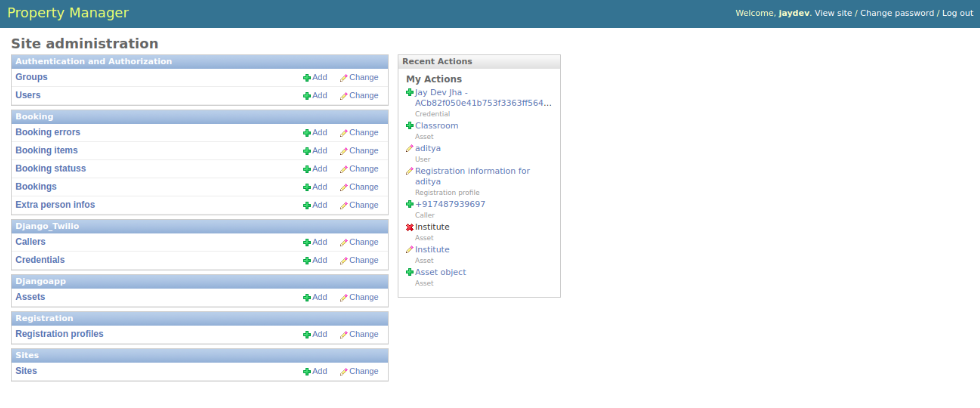 Property Manager
Welcome, jaydev. View site / Change password / Log out
Site administration
Authentication and Authorization
Groups Add Change
Users Add Change
Booking
Booking errors Add Change
Booking items Add Change
Booking statuss Add Change
Bookings Add Change
Extra person infos Add Change
Django_Twilio
Callers Add Change
Credentials Add Change
Djangoapp
Assets Add Change
Registration
Registration profiles Add Change
Sites
Sites Add Change
Recent Actions
My Actions
Jay Dev Jha -
ACb82f050e41b753f3363ff564...
Credential
Classroom
Asset
aditya
User
Registration information for
aditya
Registration profile
+917487939697
Caller
Institute
Asset
Institute
Asset
Asset object
Asset